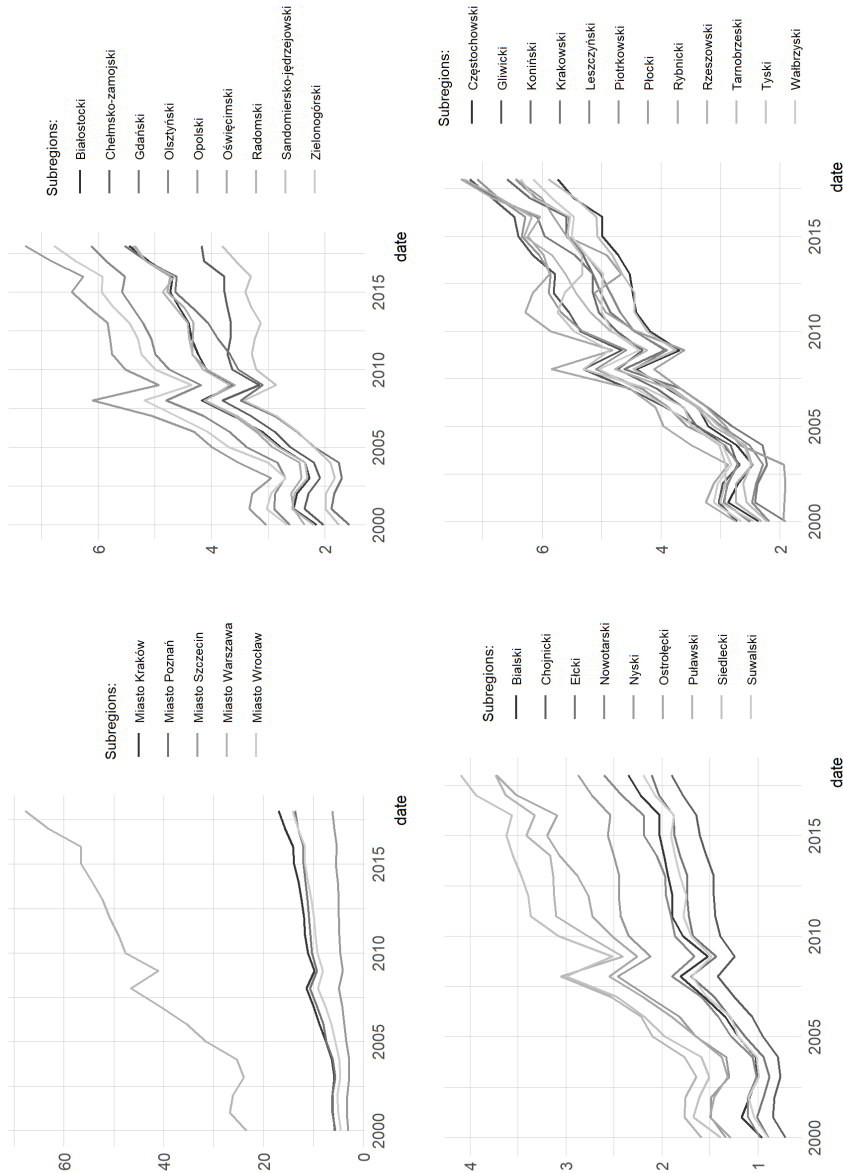 60
40
20
0
2000
2005
2010
2015
date
Subregions:
Miasto Kraków
Miasto Poznań
Miasto Szczecin
Miasto Warszawa
Miasto Wrocław
6
4
2
2000
2005
2010
2015
date
Subregions:
Białostocki
Chełmsko-zamojski
Gdański
Olsztyński
Opolski
Oświęcimski
Radomski
Sandomiersko-jędrzejowski
Zielonogórski
4
3
2
1
2000
2005
2010
2015
date
Subregions:
Bialski
Chojnicki
Ełcki
Nowotarski
Nyski
Ostrołęcki
Puławski
Siedlecki
Suwalski
6
4
2
2000
2005
2010
2015
date
Subregions:
Częstochowski
Gliwicki
Koniński
Krakowski
Leszczyński
Piotrkowski
Płocki
Rybnicki
Rzeszowski
Tarnobrzeski
Tyski
Wałbrzyski